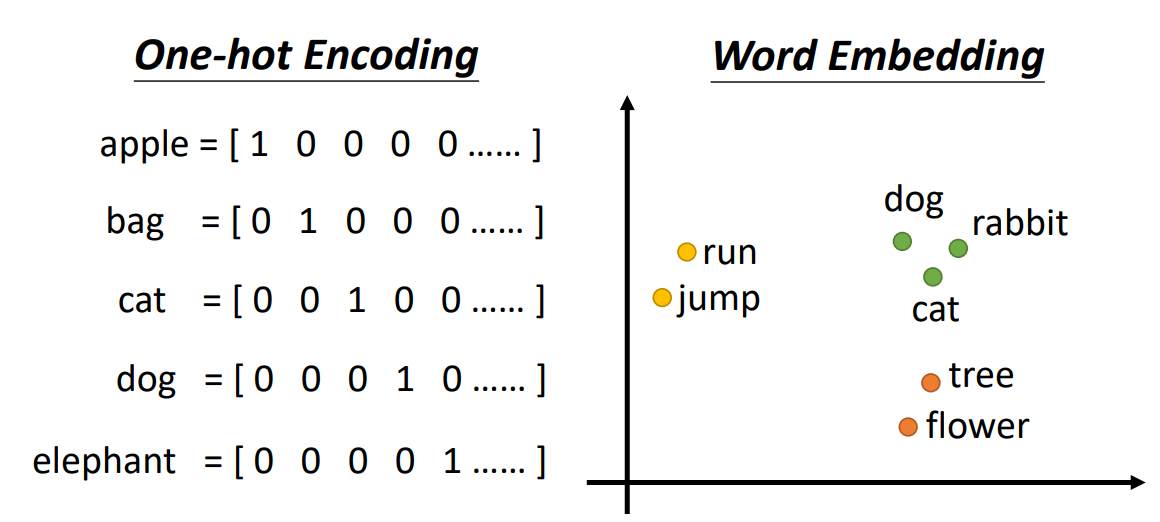 One-hot Encoding
apple = [ 1 0 0 0 0 …… ]
bag = [ 0 1 0 0 0 …… ]
cat = [ 0 0 1 0 0 …… ]
dog = [ 0 0 0 1 0 …… ]
elephant = [ 0 0 0 0 1 …… ]
Word Embedding
dog
rabbit
run
cat
jump
tree
flower